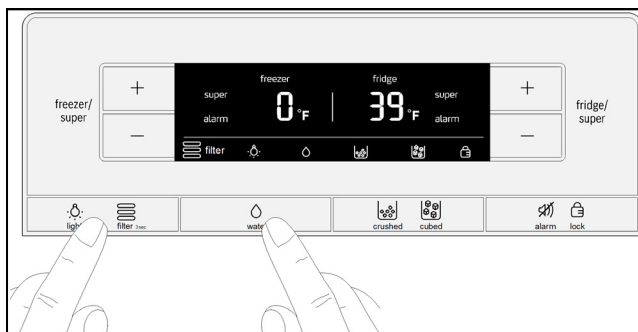 freezer/
super
+
−
freezer
super
alarm
0 °F
fridge
39 °F
super
alarm
filter
+
−
fridge/
super
light
filter 3 sec
water
crushed
cubed
alarm
lock